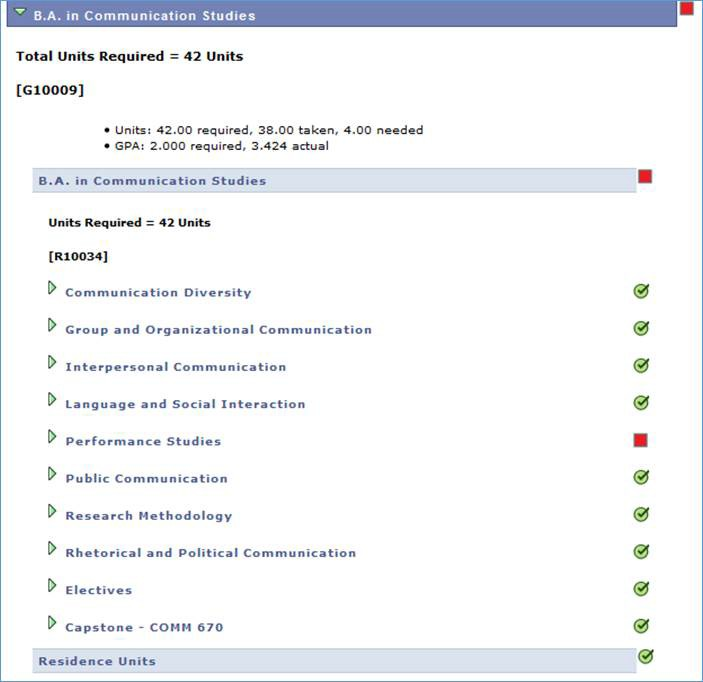 B.A. in Communication Studies
Total Units Required = 42 Units
[G10009]
• Units: 42.00 required, 38.00 taken, 4.00 needed
• GPA: 2.000 required, 3.424 actual
B.A. in Communication Studies
Units Required = 42 Units
[R10034]
Communication Diversity
Group and Organizational Communication
Interpersonal Communication
Language and Social Interaction
Performance Studies
Public Communication
Research Methodology
Rhetorical and Political Communication
Electives
Capstone - COMM 670
Residence Units